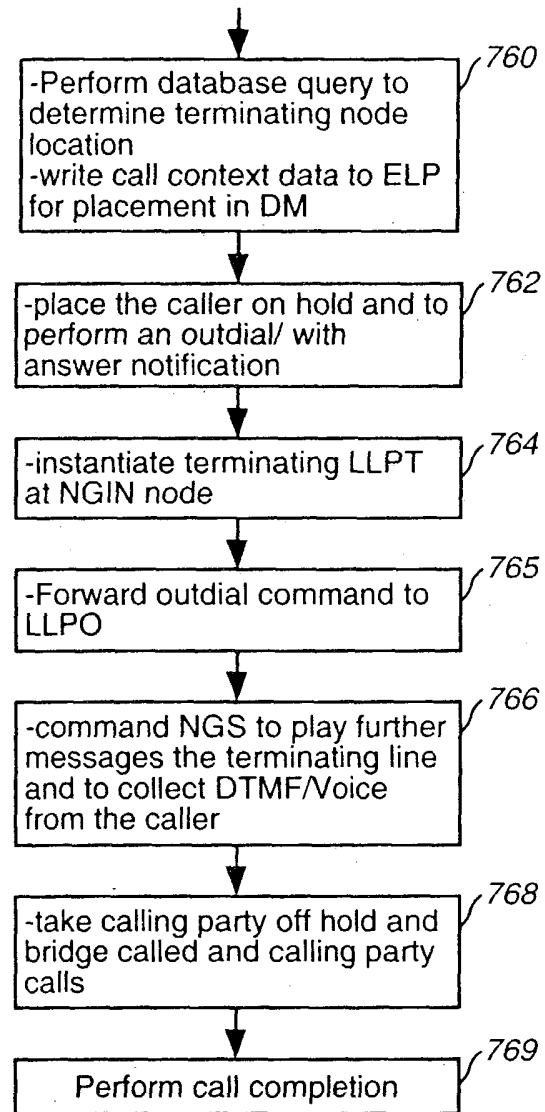 760
-Perform database query to
determine terminating node
location
-write call context data to ELP
for placement in DM
762
-place the caller on hold and to
perform an outdial/ with
answer notification
764
-instantiate terminating LLPT
at NGIN node
765
-Forward outdial command to
LLPO
766
-command NGS to play further
messages the terminating line
and to collect DTMF/Voice
from the caller
768
-take calling party off hold and
bridge called and calling party
calls
769
Perform call completion